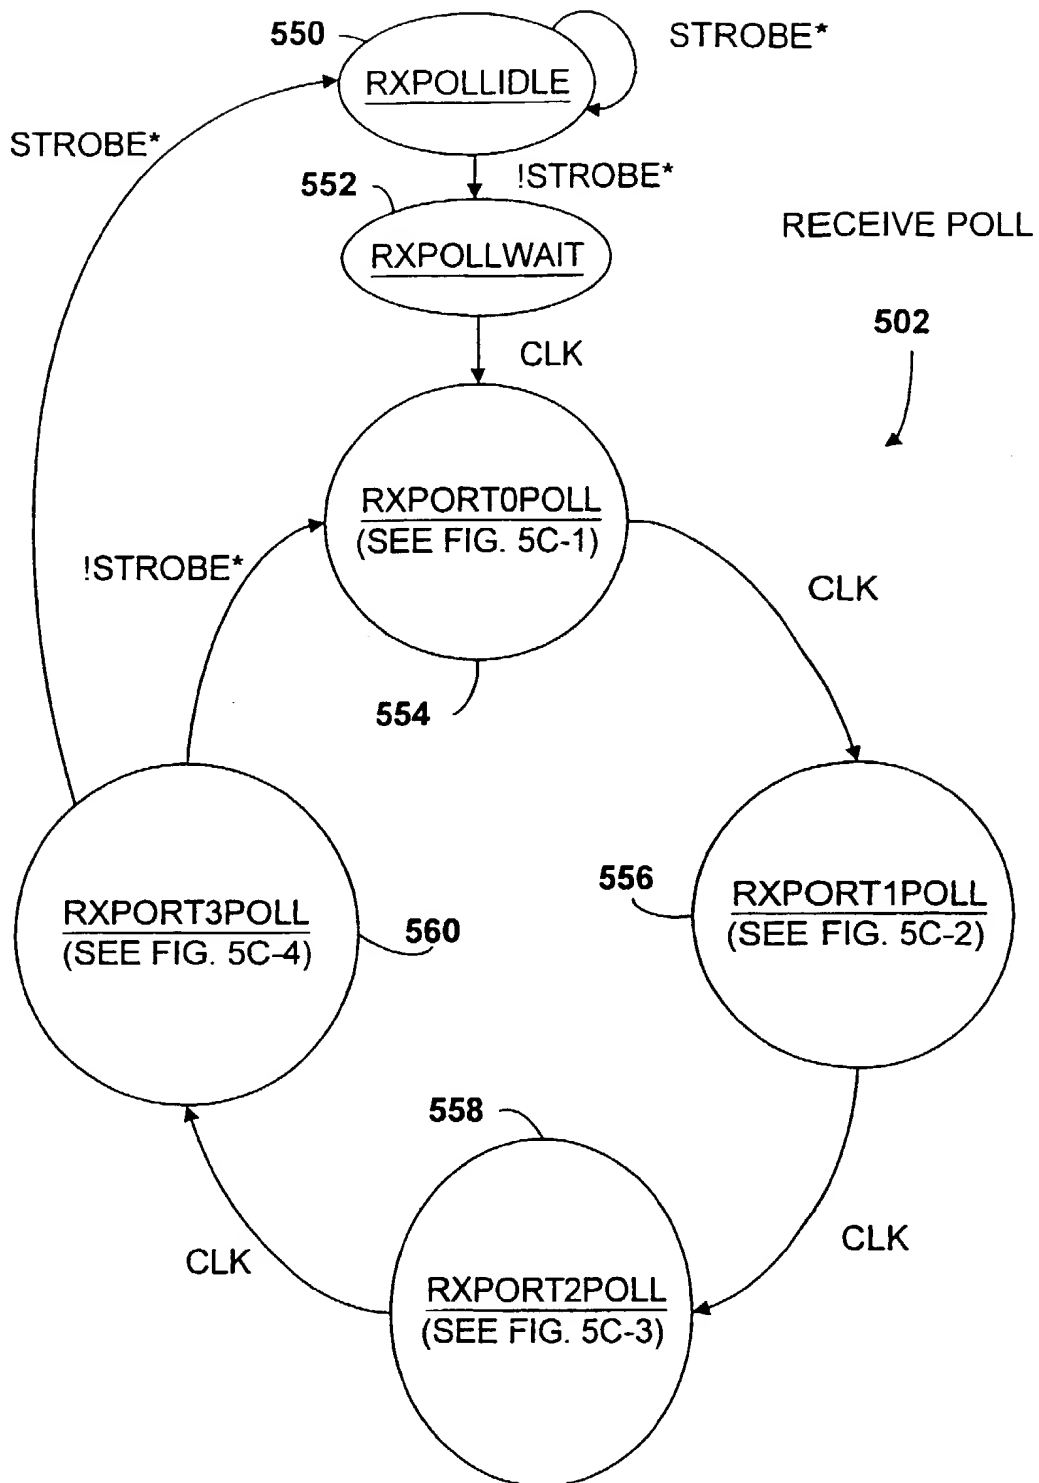 550
STROBE*
RXPOLLIDLE
STROBE*
!STROBE*
552
RXPOLLWAIT
RECEIVE POLL
502
CLK
RXPORT0POLL
(SEE FIG. 5C-1)
!STROBE*
CLK
554
556
RXPORT1POLL
(SEE FIG. 5C-2)
RXPORT3POLL
(SEE FIG. 5C-4)
560
558
CLK
CLK
RXPORT2POLL
(SEE FIG. 5C-3)